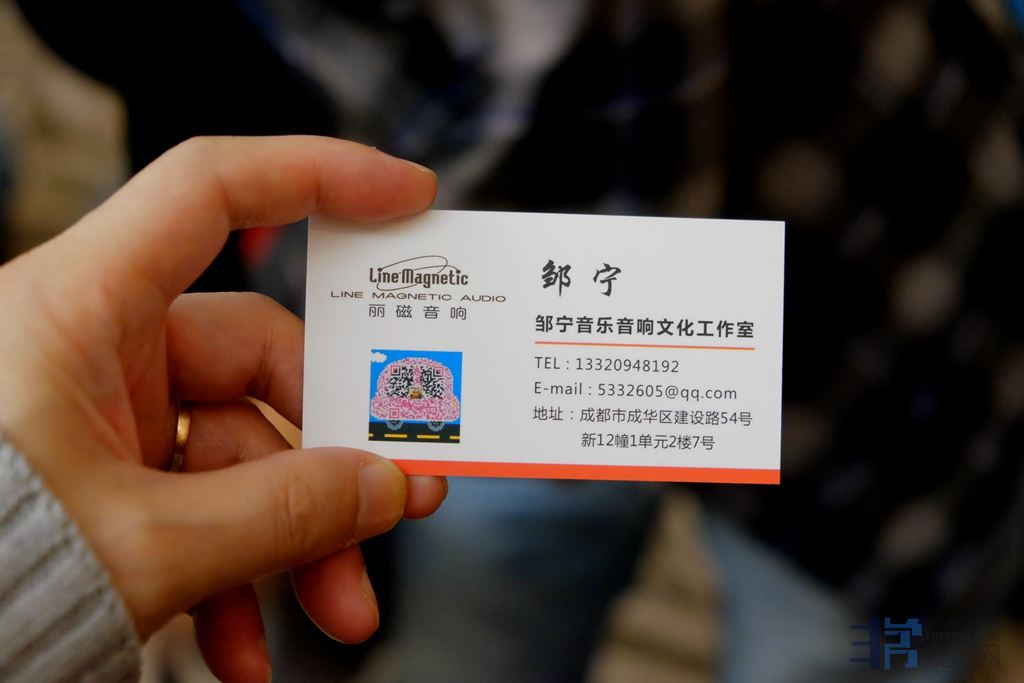 Line Magnetic
LINE MAGNETIC AUDIO
丽磁音响
邹宁
邹宁音乐音响文化工作室
TEL : 13320948192
E-mail : 5332605@qq.com
地址 : 成都市成华区建设路54号
新12幢1单元2楼7号